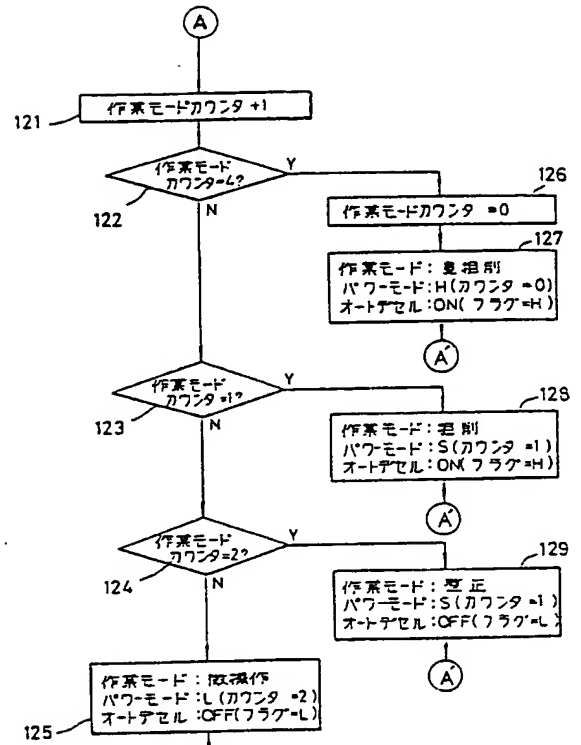 A
121
作業モードカウンタ +1
作業モード
カウンタ=4?
Y
122
N
126
作業モードカウンタ =0
127
作業モード: 重掘削
パワーモード: H(カウンタ=0)
オートデセル: ON(フラグ=H)
A'
作業モード
カウンタ=1?
Y
123
N
128
作業モード: 掘削
パワーモード: S(カウンタ=1)
オートデセル: ON(フラグ=H)
A'
作業モード
カウンタ=2?
Y
124
N
129
作業モード: 整正
パワーモード: S(カウンタ=1)
オートデセル: OFF(フラグ=L)
A'
作業モード: 微操作
パワーモード: L(カウンタ=2)
オートデセル: OFF(フラグ=L)
125